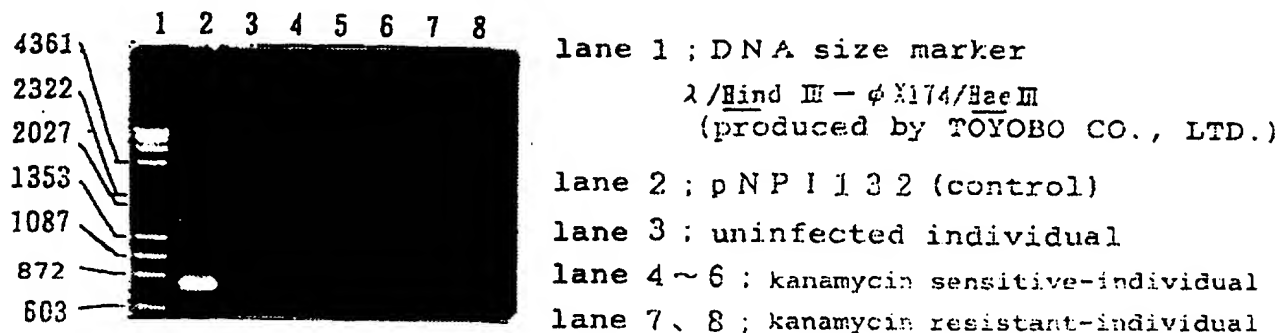 1 2 3 4 5 6 7 8
4361
2322
2027
1353
1087
872
603
lane 1 ; DNA size marker
λ/Hind Ⅲ - φX174/Hae Ⅲ
(produced by TOYOBO CO., LTD.)
lane 2 ; pNPI132 (control)
lane 3 ; uninfected individual
lane 4~6 ; kanamycin sensitive-individual
lane 7、8 ; kanamycin resistant-individual